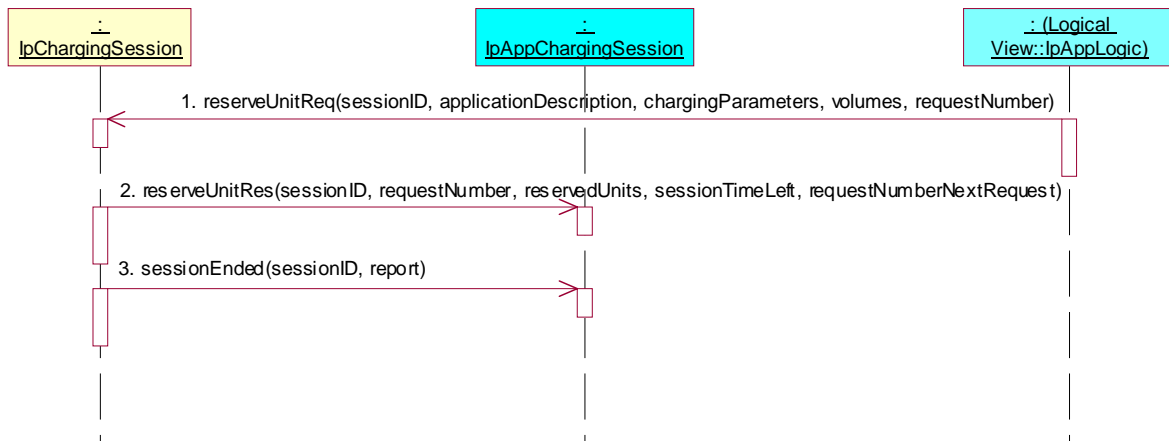 :
IpChargingSession
:
IpAppChargingSession
: (Logical
View::IpAppLogic)
1. reserveUnitReq(sessionID, applicationDescription, chargingParameters, volumes, requestNumber)
2. reserveUnitRes(sessionID, requestNumber, reservedUnits, sessionTimeLeft, requestNumberNextRequest)
3. sessionEnded(sessionID, report)